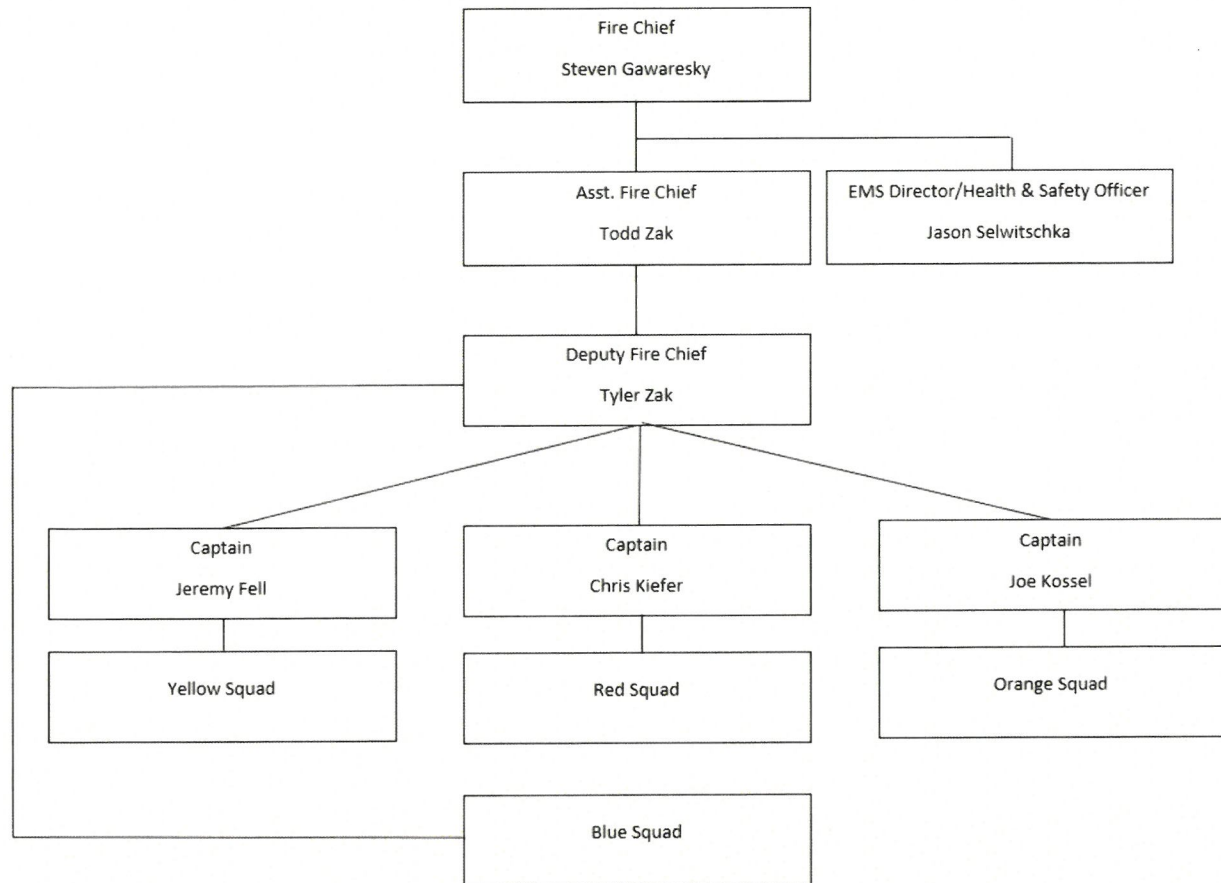 Fire Chief
Steven Gawaresky
Asst. Fire Chief
Todd Zak
EMS Director/Health & Safety Officer
Jason Selwitschka
Deputy Fire Chief
Tyler Zak
Captain
Jeremy Fell
Captain
Chris Kiefer
Captain
Joe Kossel
Yellow Squad
Red Squad
Orange Squad
Blue Squad